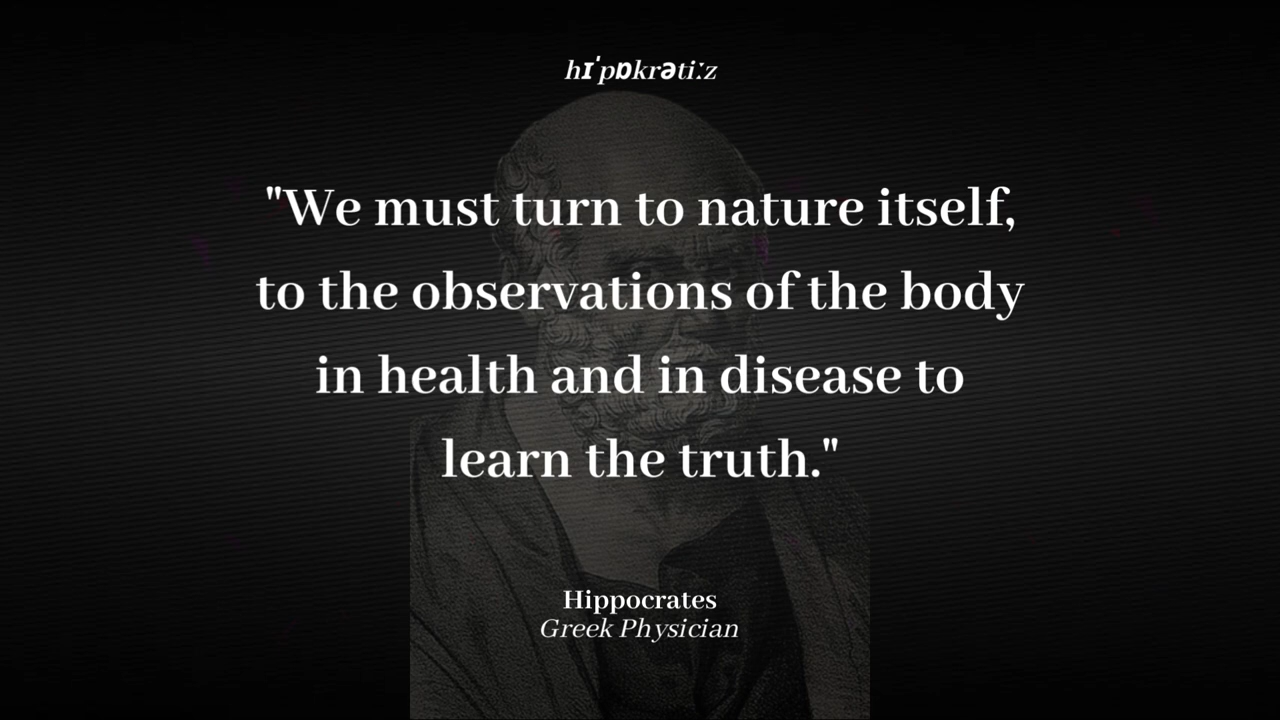 hɪˈpɒkrətiːz
"We must turn to nature itself,
to the observations of the body
in health and in disease to
learn the truth."
Hippocrates
Greek Physician